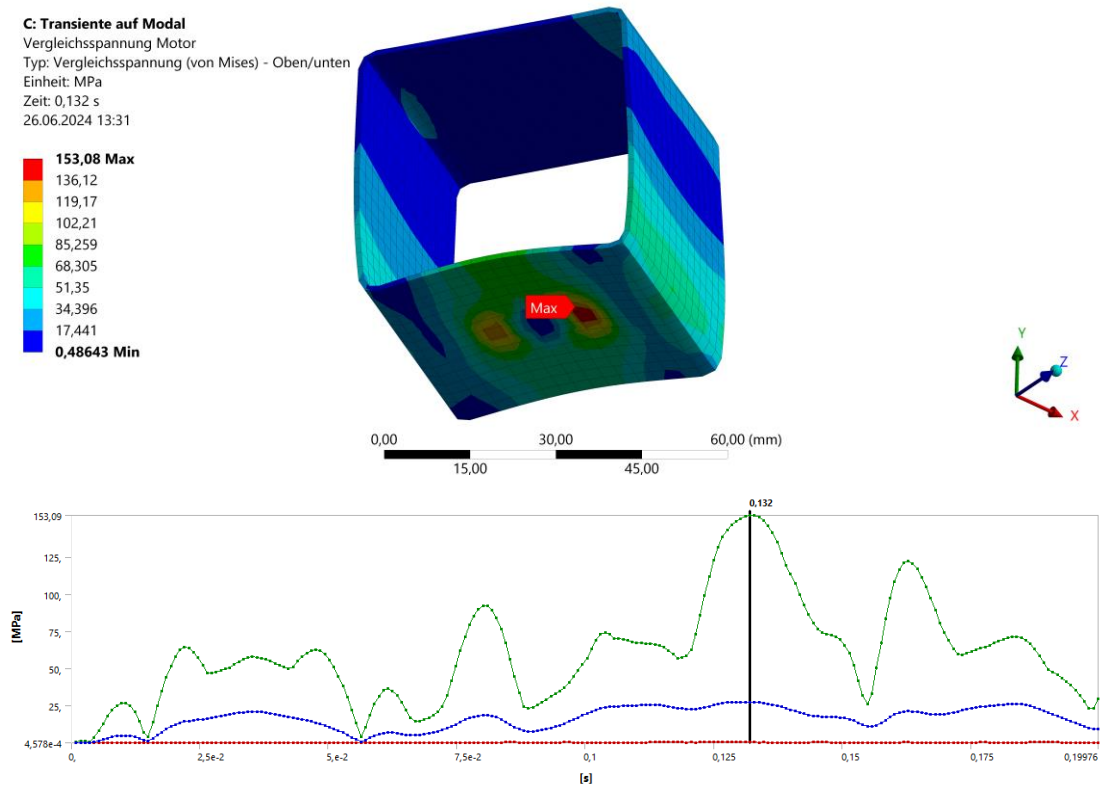 C: Transiente auf Modal
Vergleichsspannung Motor
Typ: Vergleichsspannung (von Mises) - Oben/unten
Einheit: MPa
Zeit: 0,132 s
26.06.2024 13:31
153,08 Max
136,12
119,17
102,21
85,259
68,305
51,35
34,396
17,441
0,48643 Min
Max
Y
Z
X
0,00 30,00 60,00 (mm)
15,00 45,00
0,132
153,09
125,
100,
75,
50,
25,
4,578e-4
[MPa]
0, 2,5e-2 5,e-2 7,5e-2 0,1 0,125 0,15 0,175 0,19976
[s]